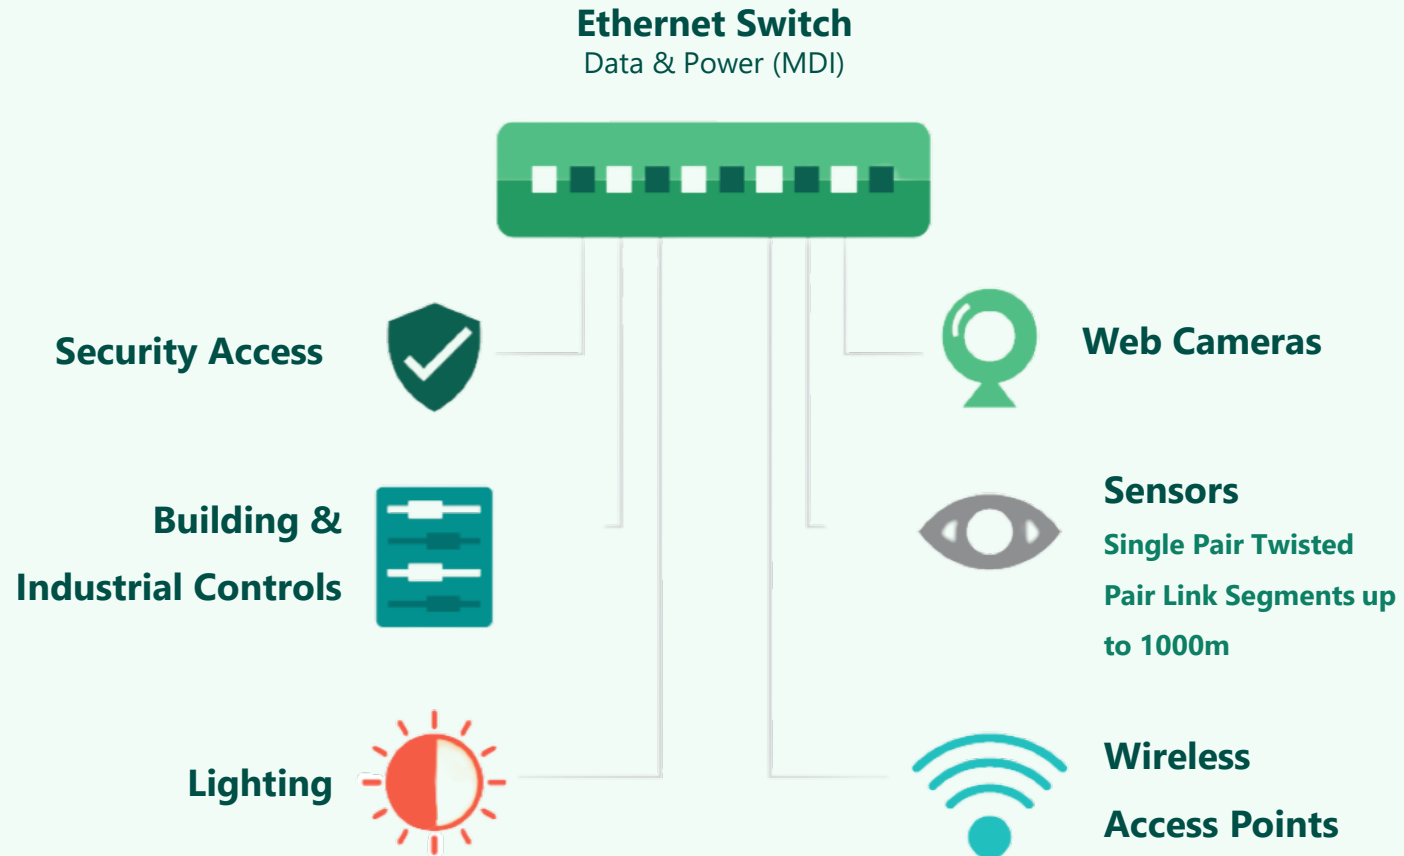 Ethernet Switch
Data & Power (MDI)
Security Access
Web Cameras
Building &
Industrial Controls
Sensors
Single Pair Twisted
Pair Link Segments up
to 1000m
Lighting
Wireless
Access Points